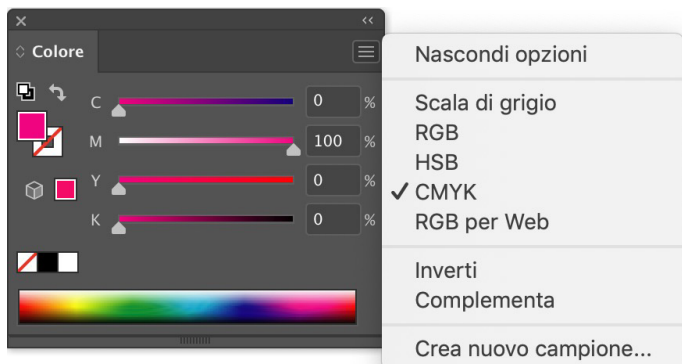 Colore
C 0 %
M 100 %
Y 0 %
K 0 %
Nascondi opzioni
Scala di grigio
RGB
HSB
✓ CMYK
RGB per Web
Inverti
Complementa
Crea nuovo campione...